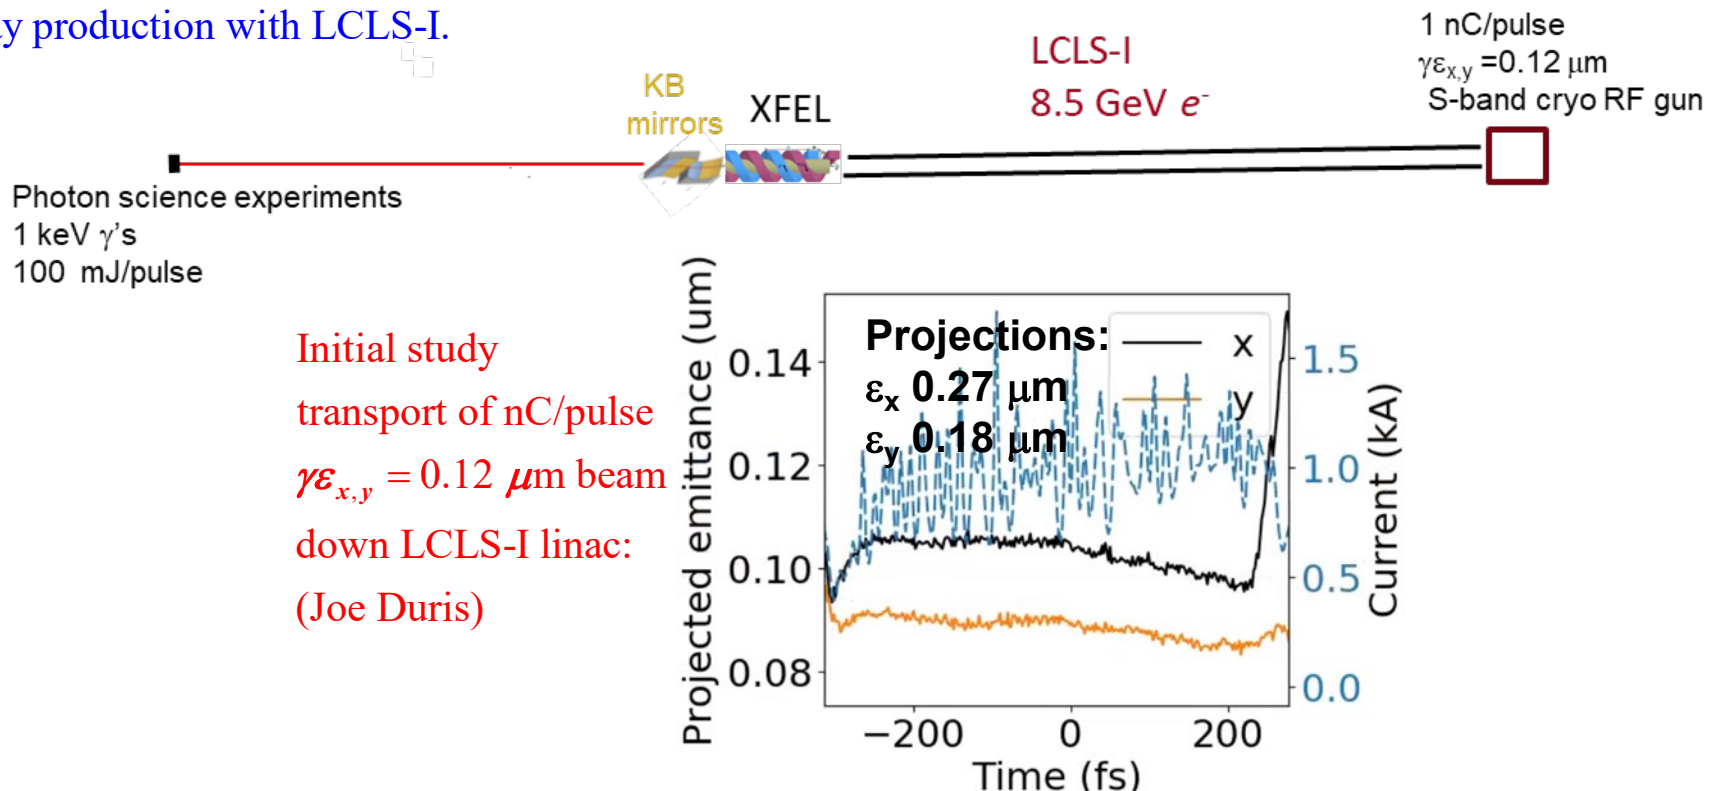 y production with LCLS-I.
KB
mirrors
XFEL
LCLS-I
8.5 GeV e⁻
1 nC/pulse
γεx,y =0.12 μm
S-band cryo RF gun
Photon science experiments
1 keV γ's
100 mJ/pulse
Initial study
transport of nC/pulse
γεx,y = 0.12 μm beam
down LCLS-I linac:
(Joe Duris)
Projected emittance (um)
0.14
0.12
0.10
0.08
Projections:
εx 0.27 μm
εy 0.18 μm
x
y
1.5
1.0
0.5
0.0
Current (kA)
−200 0 200
Time (fs)